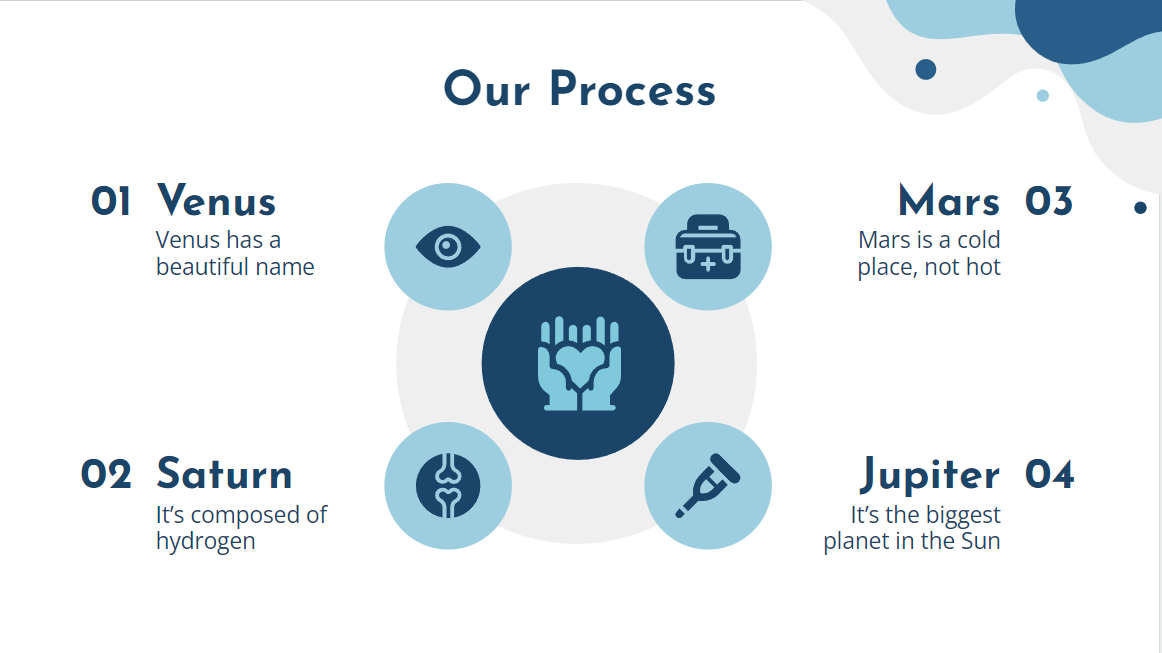 Our Process
01 Venus
Venus has a
beautiful name
02 Saturn
It’s composed of
hydrogen
Mars 03
Mars is a cold
place, not hot
Jupiter 04
It’s the biggest
planet in the Sun